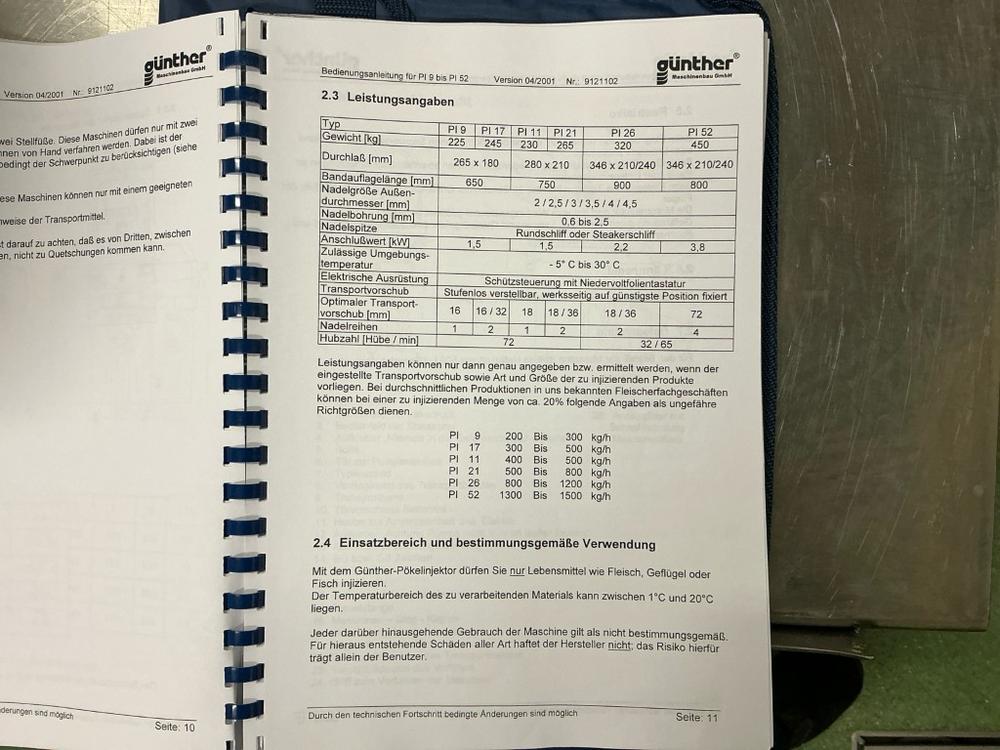 günther®
Maschinenbau GmbH
Version 04/2001 Nr.: 9121102
wei Stellfüße. Diese Maschinen dürfen nur mit zwei
nnen von Hand verfahren werden. Dabei ist der
bedingt der Schwerpunkt zu berücksichtigen (siehe
ese Maschinen können nur mit einem geeigneten
nweise der Transportmittel.
t darauf zu achten, daß es von Dritten, zwischen
en, nicht zu Quetschungen kommen kann.
nderungen sind möglich
Seite: 10
günther®
Maschinenbau GmbH
Bedienungsanleitung für PI 9 bis PI 52 Version 04/2001 Nr.: 9121102
2.3 Leistungsangaben
Typ PI 9 PI 17 PI 11 PI 21 PI 26 PI 52
Gewicht [kg] 225 245 230 265 320 450
Durchlaß [mm] 265 x 180 280 x 210 346 x 210/240 346 x 210/240
Bandauflagelänge [mm] 650 750 900 800
Nadelgröße Außen-
durchmesser [mm] 2 / 2,5 / 3 / 3,5 / 4 / 4,5
Nadelbohrung [mm] 0,6 bis 2,5
Nadelspitze Rundschliff oder Steakerschliff
Anschlußwert [kW] 1,5 1,5 2,2 3,8
Zulässige Umgebungs-
temperatur - 5° C bis 30° C
Elektrische Ausrüstung Schützsteuerung mit Niedervoltfolientastatur
Transportvorschub Stufenlos verstellbar, werksseitig auf günstigste Position fixiert
Optimaler Transport-
vorschub [mm] 16 16 / 32 18 18 / 36 18 / 36 72
Nadelreihen 1 2 1 2 2 4
Hubzahl [Hübe / min] 72 32 / 65
Leistungsangaben können nur dann genau angegeben bzw. ermittelt werden, wenn der
eingestellte Transportvorschub sowie Art und Größe der zu injizierenden Produkte
vorliegen. Bei durchschnittlichen Produktionen in uns bekannten Fleischerfachgeschäften
können bei einer zu injizierenden Menge von ca. 20% folgende Angaben als ungefähre
Richtgrößen dienen.
PI 9 200 Bis 300 kg/h
PI 17 300 Bis 500 kg/h
PI 11 400 Bis 500 kg/h
PI 21 500 Bis 800 kg/h
PI 26 800 Bis 1200 kg/h
PI 52 1300 Bis 1500 kg/h
2.4 Einsatzbereich und bestimmungsgemäße Verwendung
Mit dem Günther-Pökelinjektor dürfen Sie nur Lebensmittel wie Fleisch, Geflügel oder
Fisch injizieren.
Der Temperaturbereich des zu verarbeitenden Materials kann zwischen 1°C und 20°C
liegen.
Jeder darüber hinausgehende Gebrauch der Maschine gilt als nicht bestimmungsgemäß.
Für hieraus entstehende Schäden aller Art haftet der Hersteller nicht; das Risiko hierfür
trägt allein der Benutzer.
Durch den technischen Fortschritt bedingte Änderungen sind möglich Seite: 11